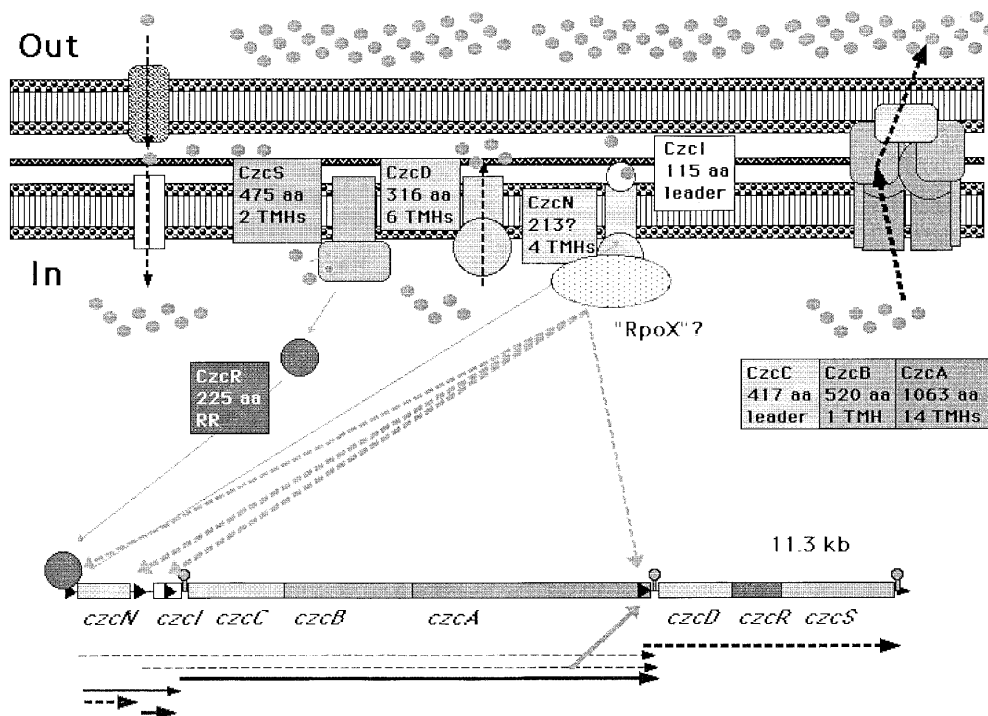 Out
CzcS
475 aa
2 TMHs
CzcD
316 aa
6 TMHs
CzcN
213?
4 TMHs
CzcI
115 aa
leader
In
"RpoX"?
CzcR
225 aa
RR
CzcC
417 aa
leader
CzcB
520 aa
1 TMH
CzcA
1063 aa
14 TMHs
11.3 kb
czcN czcI czcC czcB czcA czcD czcR czcS